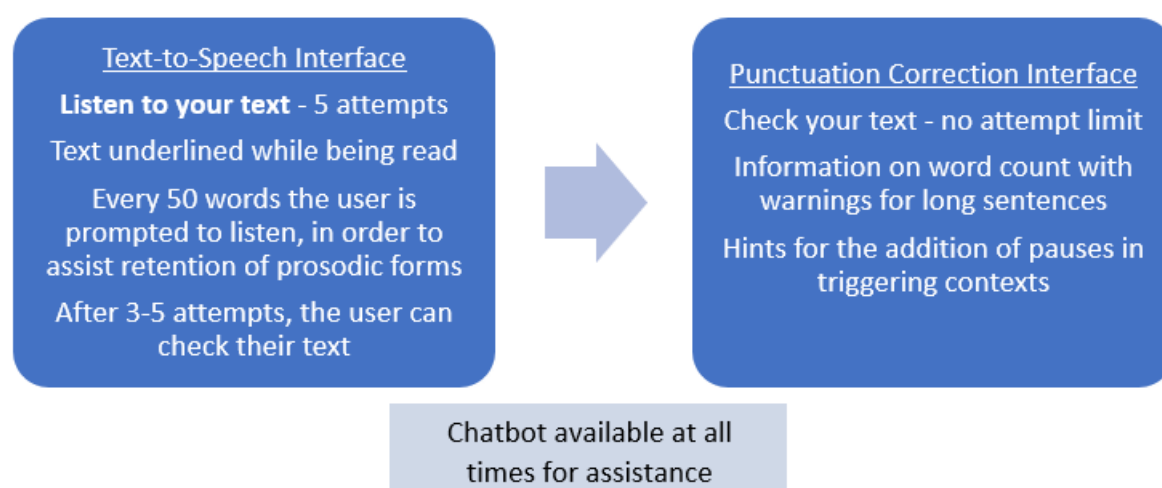 Text-to-Speech Interface
Listen to your text - 5 attempts
Text underlined while being read
Every 50 words the user is
prompted to listen, in order to
assist retention of prosodic forms
After 3-5 attempts, the user can
check their text
Punctuation Correction Interface
Check your text - no attempt limit
Information on word count with
warnings for long sentences
Hints for the addition of pauses in
triggering contexts
Chatbot available at all
times for assistance